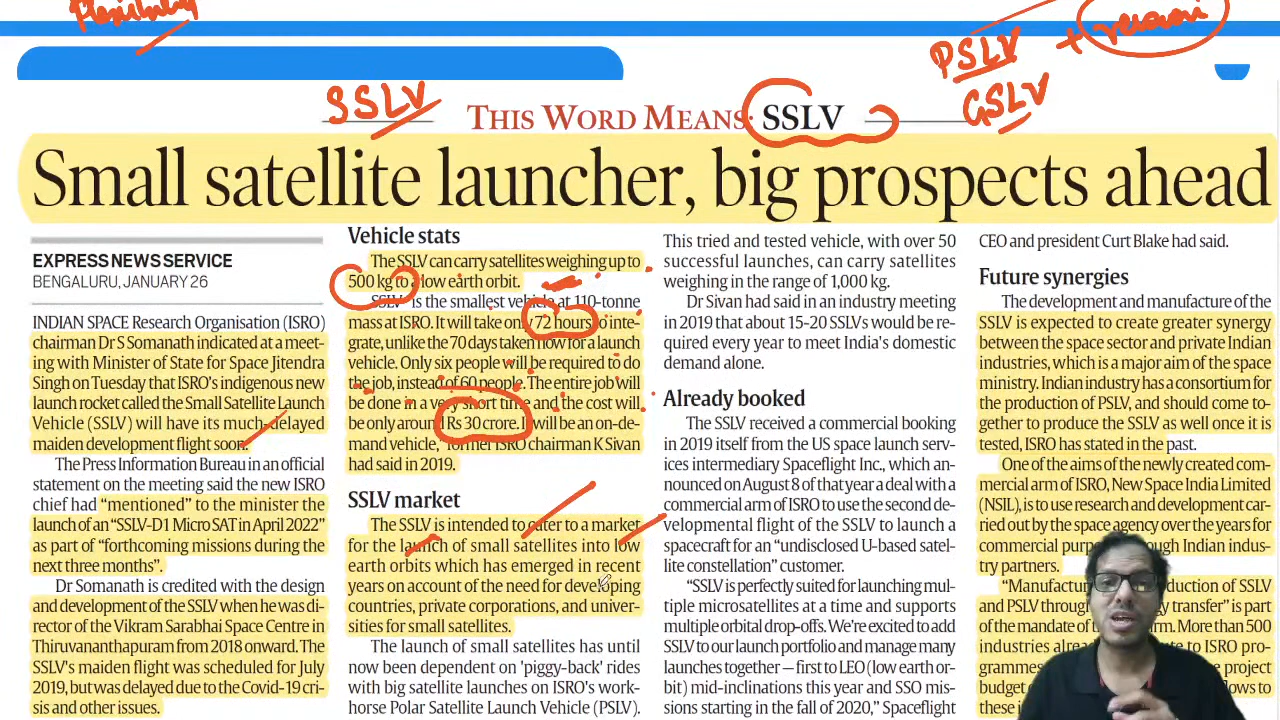 flexibility
PSLV + version
GSLV
SSLV
THIS WORD MEANS: SSLV
Small satellite launcher, big prospects ahead
EXPRESS NEWS SERVICE
BENGALURU, JANUARY 26
INDIAN SPACE Research Organisation (ISRO)
chairman Dr S Somanath indicated at a meet-
ing with Minister of State for Space Jitendra
Singh on Tuesday that ISRO's indigenous new
launch rocket called the Small Satellite Launch
Vehicle (SSLV) will have its much-delayed
maiden development flight soon.
The Press Information Bureau in an official
statement on the meeting said the new ISRO
chief had “mentioned” to the minister the
launch of an “SSLV-D1 Micro SAT in April 2022”
as part of “forthcoming missions during the
next three months”.
Dr Somanath is credited with the design
and development of the SSLV when he was di-
rector of the Vikram Sarabhai Space Centre in
Thiruvananthapuram from 2018 onward. The
SSLV's maiden flight was scheduled for July
2019, but was delayed due to the Covid-19 cri-
sis and other issues.
Vehicle stats
The SSLV can carry satellites weighing up to
500 kg to a low earth orbit.
SSLV is the smallest vehicle at 110-tonne
mass at ISRO. It will take only 72 hours to inte-
grate, unlike the 70 days taken now for a launch
vehicle. Only six people will be required to do
the job, instead of 60 people. The entire job will
be done in a very short time and the cost will
be only around Rs 30 crore. It will be an on-de-
mand vehicle,” former ISRO chairman K Sivan
had said in 2019.
SSLV market
The SSLV is intended to cater to a market
for the launch of small satellites into low
earth orbits which has emerged in recent
years on account of the need for developing
countries, private corporations, and univer-
sities for small satellites.
The launch of small satellites has until
now been dependent on 'piggy-back' rides
with big satellite launches on ISRO's work-
horse Polar Satellite Launch Vehicle (PSLV).
This tried and tested vehicle, with over 50
successful launches, can carry satellites
weighing in the range of 1,000 kg.
Dr Sivan had said in an industry meeting
in 2019 that about 15-20 SSLVs would be re-
quired every year to meet India's domestic
demand alone.
Already booked
The SSLV received a commercial booking
in 2019 itself from the US space launch serv-
ices intermediary Spaceflight Inc., which an-
nounced on August 8 of that year a deal with a
commercial arm of ISRO to use the second de-
velopmental flight of the SSLV to launch a
spacecraft for an “undisclosed U-based satel-
lite constellation” customer.
“SSLV is perfectly suited for launching mul-
tiple microsatellites at a time and supports
multiple orbital drop-offs. We're excited to add
SSLV to our launch portfolio and manage many
launches together — first to LEO (low earth or-
bit) mid-inclinations this year and SSO mis-
sions starting in the fall of 2020,” Spaceflight
CEO and president Curt Blake had said.
Future synergies
The development and manufacture of the
SSLV is expected to create greater synergy
between the space sector and private Indian
industries, which is a major aim of the space
ministry. Indian industry has a consortium for
the production of PSLV, and should come to-
gether to produce the SSLV as well once it is
tested, ISRO has stated in the past.
One of the aims of the newly created com-
mercial arm of ISRO, New Space India Limited
(NSIL), is to use research and development car-
ried out by the space agency over the years for
commercial purp ough Indian indus-
try partners.
“Manufactu duction of SSLV
and PSLV throug y transfer” is part
of the mandate of rm. More than 500
industries alrea te to ISRO pro-
gramme e project
budget lows to
these i